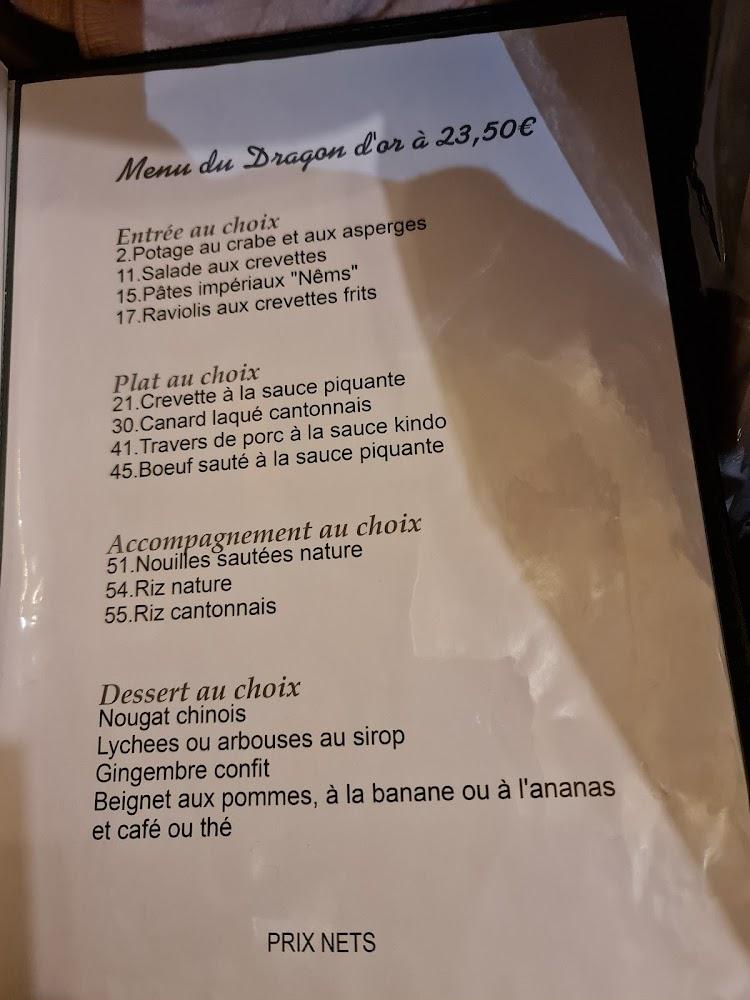 Menu du Dragon d'or à 23,50€
Entrée au choix
2.Potage au crabe et aux asperges
11.Salade aux crevettes
15.Pâtes impériaux "Nêms"
17.Raviolis aux crevettes frits
Plat au choix
21.Crevette à la sauce piquante
30.Canard laqué cantonnais
41.Travers de porc à la sauce kindo
45.Boeuf sauté à la sauce piquante
Accompagnement au choix
51.Nouilles sautées nature
54.Riz nature
55.Riz cantonnais
Dessert au choix
Nougat chinois
Lychees ou arbouses au sirop
Gingembre confit
Beignet aux pommes, à la banane ou à l'ananas
et café ou thé
PRIX NETS